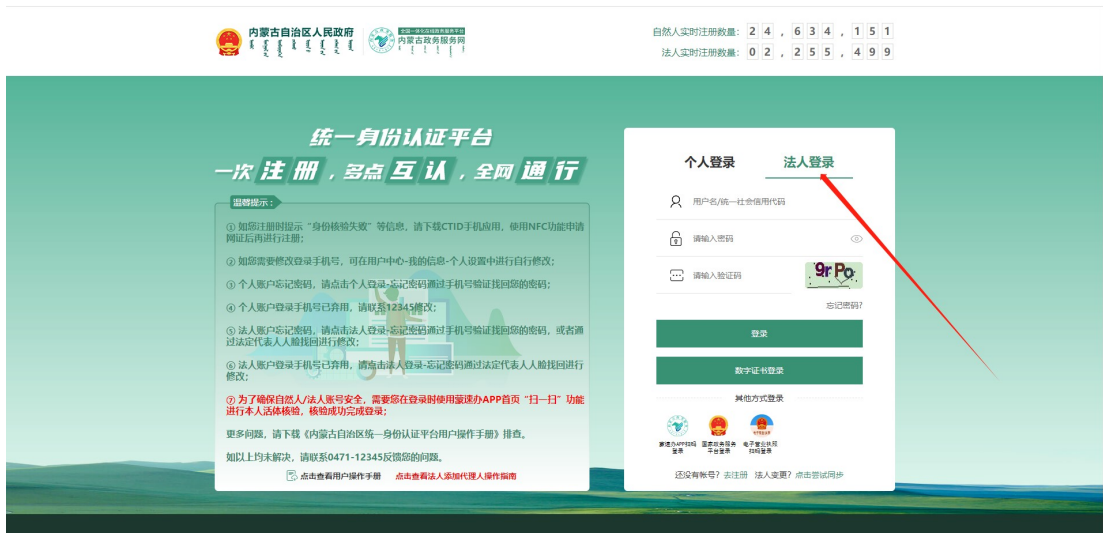 内蒙古自治区人民政府
全国一体化在线政务服务平台
内蒙古政务服务网
自然人实时注册数量: 24,634,151
法人实时注册数量: 02,255,499
统一身份认证平台
一次 注册，多点 互认，全网 通行
温馨提示：
① 如您注册时提示“身份核验失败”等信息，请下载CTID手机应用，使用NFC功能申请
网证后再进行注册；
② 如您需要修改登录手机号，可在用户中心-我的信息-个人设置中进行自行修改；
③ 个人账户忘记密码，请点击个人登录-忘记密码通过手机号验证找回您的密码；
④ 个人账户登录手机号已弃用，请联系12345修改；
⑤ 法人账户忘记密码，请点击法人登录-忘记密码通过手机号验证找回您的密码，或者通
过法定代表人人脸找回进行修改；
⑥ 法人账户登录手机号已弃用，请点击法人登录-忘记密码通过法定代表人人脸找回进行
修改；
⑦ 为了确保自然人/法人账号安全，需要您在登录时使用蒙速办APP首页“扫一扫”功能
进行本人活体核验，核验成功完成登录；
更多问题，请下载《内蒙古自治区统一身份认证平台用户操作手册》排查。
如以上均未解决，请联系0471-12345反馈您的问题。
点击查看用户操作手册 点击查看法人添加代理人操作指南
个人登录 法人登录
用户名/统一社会信用代码
请输入密码
请输入验证码
9r Po
忘记密码?
登录
数字证书登录
其他方式登录
蒙速办APP扫码
登录
国家政务服务
平台登录
电子营业执照
扫码登录
还没有帐号? 去注册 法人变更? 点击尝试同步